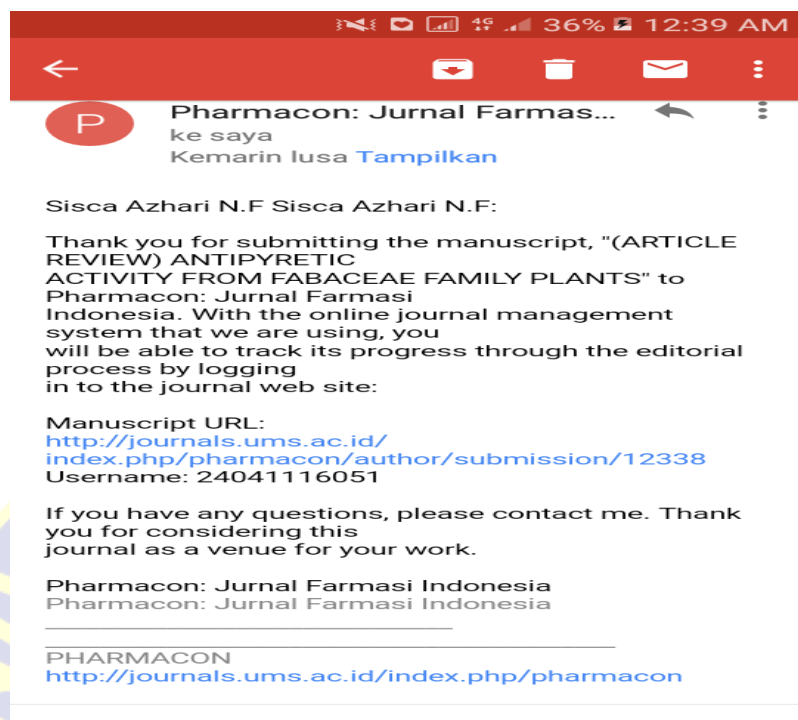 4G 36% 12:39 AM
P
Pharmacon: Jurnal Farmas...
ke saya
Kemarin lusa Tampilkan
Sisca Azhari N.F Sisca Azhari N.F:
Thank you for submitting the manuscript, "(ARTICLE
REVIEW) ANTIPYRETIC
ACTIVITY FROM FABACEAE FAMILY PLANTS" to
Pharmacon: Jurnal Farmasi
Indonesia. With the online journal management
system that we are using, you
will be able to track its progress through the editorial
process by logging
in to the journal web site:
Manuscript URL:
http://journals.ums.ac.id/
index.php/pharmacon/author/submission/12338
Username: 24041116051
If you have any questions, please contact me. Thank
you for considering this
journal as a venue for your work.
Pharmacon: Jurnal Farmasi Indonesia
Pharmacon: Jurnal Farmasi Indonesia
PHARMACON
http://journals.ums.ac.id/index.php/pharmacon